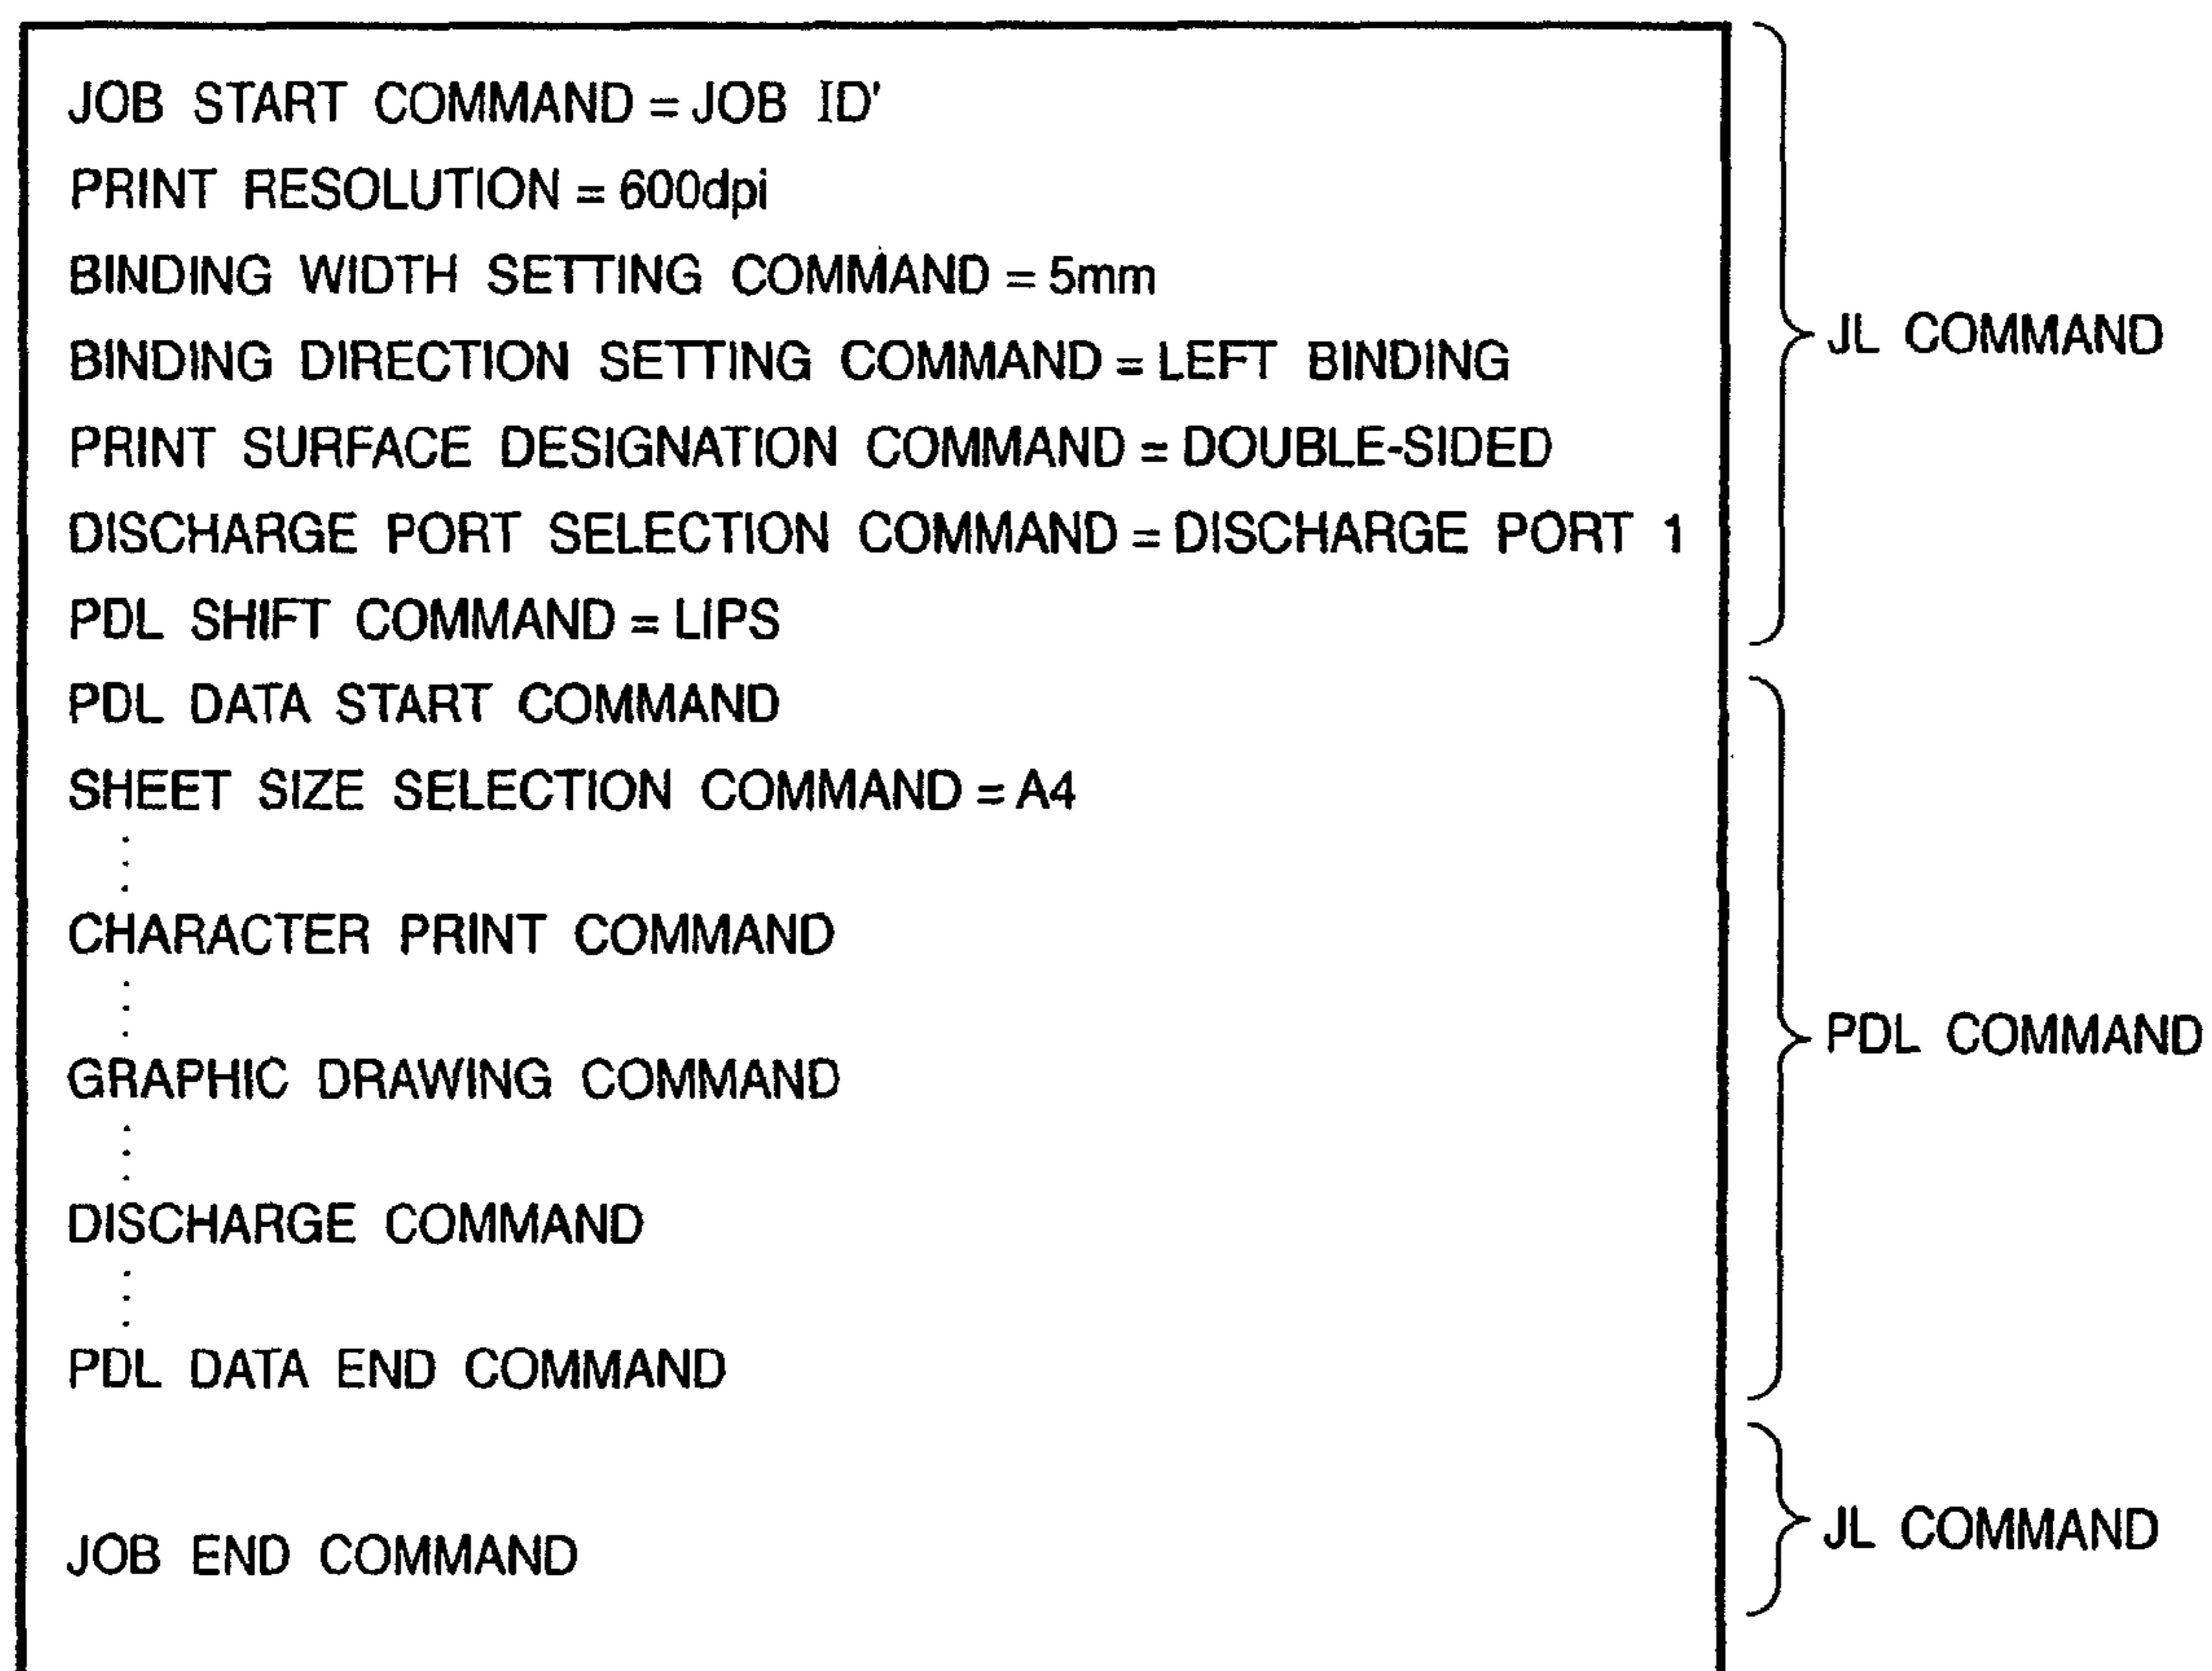 JOB START COMMAND = JOB ID'
PRINT RESOLUTION = 600dpi
BINDING WIDTH SETTING COMMAND = 5mm
BINDING DIRECTION SETTING COMMAND = LEFT BINDING
PRINT SURFACE DESIGNATION COMMAND = DOUBLE-SIDED
DISCHARGE PORT SELECTION COMMAND = DISCHARGE PORT 1
PDL SHIFT COMMAND = LIPS
JL COMMAND
PDL DATA START COMMAND
SHEET SIZE SELECTION COMMAND = A4
CHARACTER PRINT COMMAND
GRAPHIC DRAWING COMMAND
DISCHARGE COMMAND
PDL DATA END COMMAND
PDL COMMAND
JOB END COMMAND
JL COMMAND